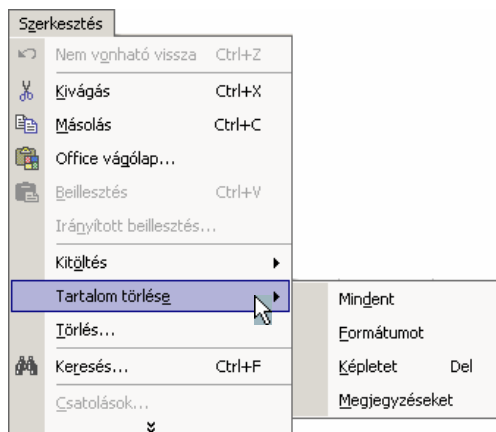 Szerkesztés
Nem vonható vissza Ctrl+Z
Kivágás Ctrl+X
Másolás Ctrl+C
Office vágólap...
Beillesztés Ctrl+V
Irányított beillesztés...
Kitöltés
Tartalom törlése
Törlés...
Keresés... Ctrl+F
Csatolások...
Mindent
Formátumot
Képletet Del
Megjegyzéseket